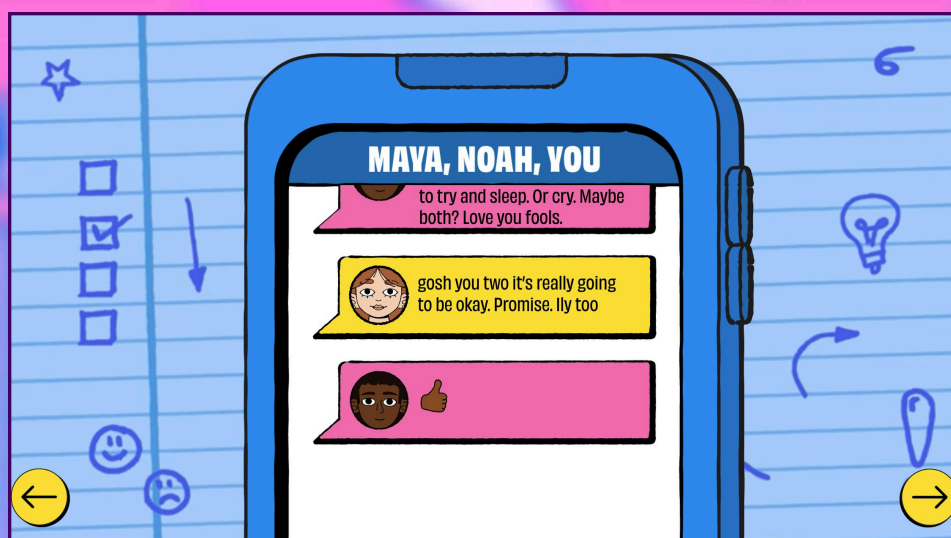 MAYA, NOAH, YOU
to try and sleep. Or cry. Maybe
both? Love you fools.
gosh you two it's really going
to be okay. Promise. Ily too